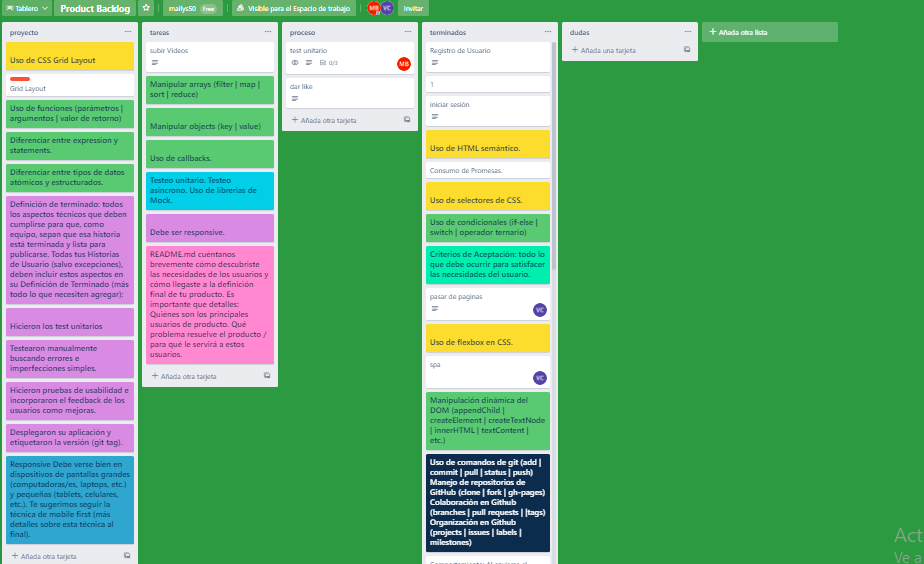 Tablero
Product Backlog
mailys50 Free
Visible para el Espacio de trabajo
MB VC
Invitar
proyecto
Uso de CSS Grid Layout
Grid Layout
Uso de funciones (parámetros |
argumentos | valor de retorno)
Diferenciar entre expression y
statements.
Diferenciar entre tipos de datos
atómicos y estructurados.
Definición de terminado: todos
los aspectos técnicos que deben
cumplirse para que, como
equipo, sepan que esa historia
está terminada y lista para
publicarse. Todas tus Historias
de Usuario (salvo excepciones),
deben incluir estos aspectos en
su Definición de Terminado (más
todo lo que necesiten agregar):
Hicieron los test unitarios
Testearon manualmente
buscando errores e
imperfecciones simples.
Hicieron pruebas de usabilidad e
incorporaron el feedback de los
usuarios como mejoras.
Desplegaron su aplicación y
etiquetaron la versión (git tag).
Responsive Debe verse bien en
dispositivos de pantallas grandes
(computadoras/es, laptops, etc.)
y pequeñas (tablets, celulares,
etc.). Te sugerimos seguir la
técnica de mobile first (más
detalles sobre esta técnica al
final).
+ Añada otra tarjeta
tareas
subir Videos
Manipular arrays (filter | map |
sort | reduce)
Manipular objects (key | value)
Uso de callbacks.
Testeo unitario. Testeo
asíncrono. Uso de librerias de
Mock.
Debe ser responsive.
README.md cuéntanos
brevemente cómo descubriste
las necesidades de los usuarios y
cómo llegaste a la definición
final de tu producto. Es
importante que detalles:
Quiénes son los principales
usuarios de producto. Qué
problema resuelve el producto /
para qué le servirá a estos
usuarios.
+ Añada otra tarjeta
proceso
test unitario
0/3
MB
dar like
+ Añada otra tarjeta
terminados
Registro de Usuario
1
iniciar sesión
Uso de HTML semántico.
Consumo de Promesas.
Uso de selectores de CSS.
Uso de condicionales (if-else |
switch | operador ternario)
Criterios de Aceptación: todo lo
que debe ocurrir para satisfacer
las necesidades del usuario.
pasar de paginas
VC
Uso de flexbox en CSS.
spa
VC
Manipulación dinámica del
DOM (appendChild |
createElement | createTextNode
| innerHTML | textContent |
etc.)
Uso de comandos de git (add |
commit | pull | status | push)
Manejo de repositorios de
GitHub (clone | fork | gh-pages)
Colaboración en Github
(branches | pull requests | |tags)
Organización en Github
(projects | issues | labels |
milestones)
dudas
+ Añada una tarjeta
+ Añada otra lista
Act
Ve a